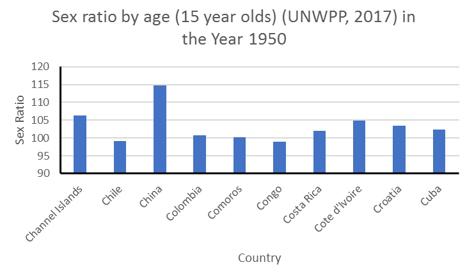 Sex ratio by age (15 year olds) (UNWPP, 2017) in
the Year 1950
120
115
110
105
100
95
90
Sex Ratio
Channel Islands
Chile
China
Colombia
Comoros
Congo
Costa Rica
Cote d'Ivoire
Croatia
Cuba
Country